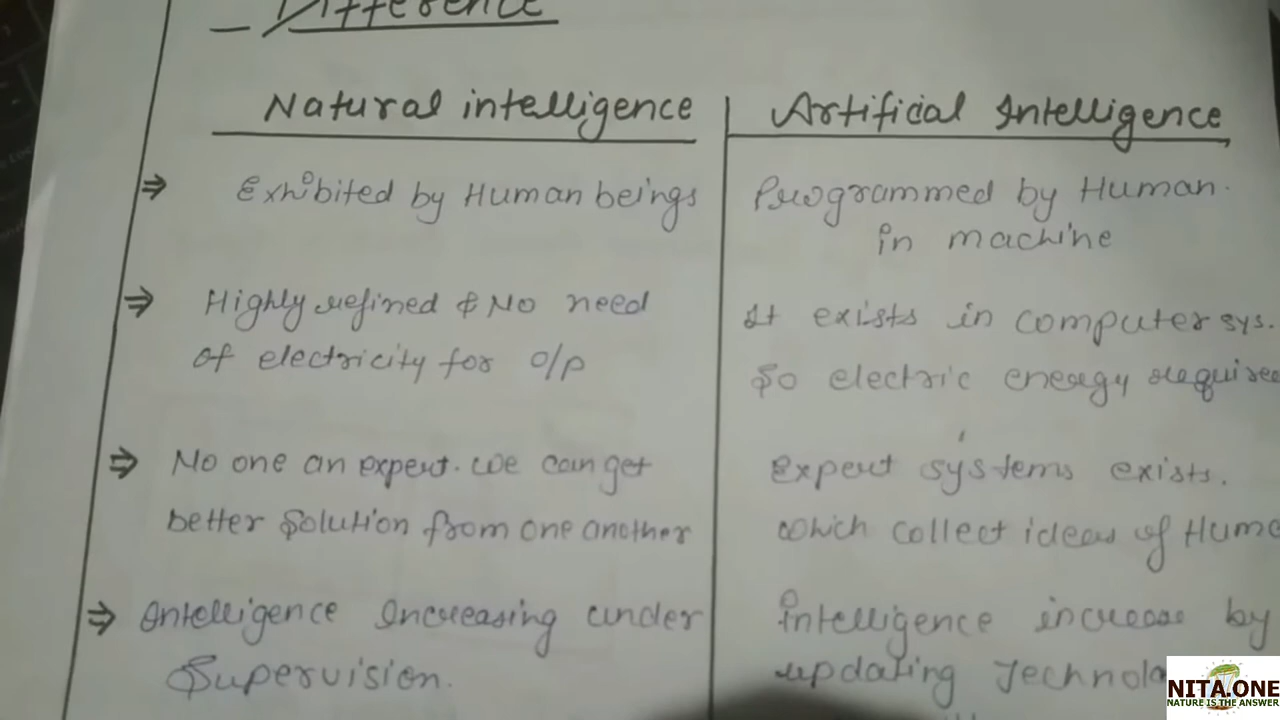 — Difference
Natural intelligence
Artifical Intelligence
⇒ Exhibited by Human beings
Programmed by Human.
in machine
⇒ Highly refined & No need
of electricity for o/p
It exists in computer sys.
So electric energy require
⇒ No one an expert. we can get
better solution from one another
Expert systems exists.
which collect ideas of Huma
⇒ Intelligence Increasing under
Supervision.
Intelligence increase by
updating Technolo
NITA.ONE
NATURE IS THE ANSWER